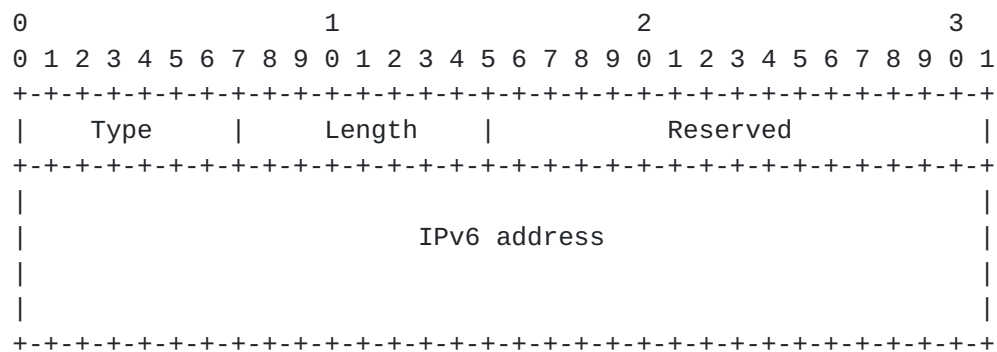 0                   1                   2                   3
0 1 2 3 4 5 6 7 8 9 0 1 2 3 4 5 6 7 8 9 0 1 2 3 4 5 6 7 8 9 0 1
+-+-+-+-+-+-+-+-+-+-+-+-+-+-+-+-+-+-+-+-+-+-+-+-+-+-+-+-+-+-+-+
|    Type     |     Length    |           Reserved            |
+-+-+-+-+-+-+-+-+-+-+-+-+-+-+-+-+-+-+-+-+-+-+-+-+-+-+-+-+-+-+-+
|                                                             |
|                         IPv6 address                        |
|                                                             |
|                                                             |
+-+-+-+-+-+-+-+-+-+-+-+-+-+-+-+-+-+-+-+-+-+-+-+-+-+-+-+-+-+-+-+